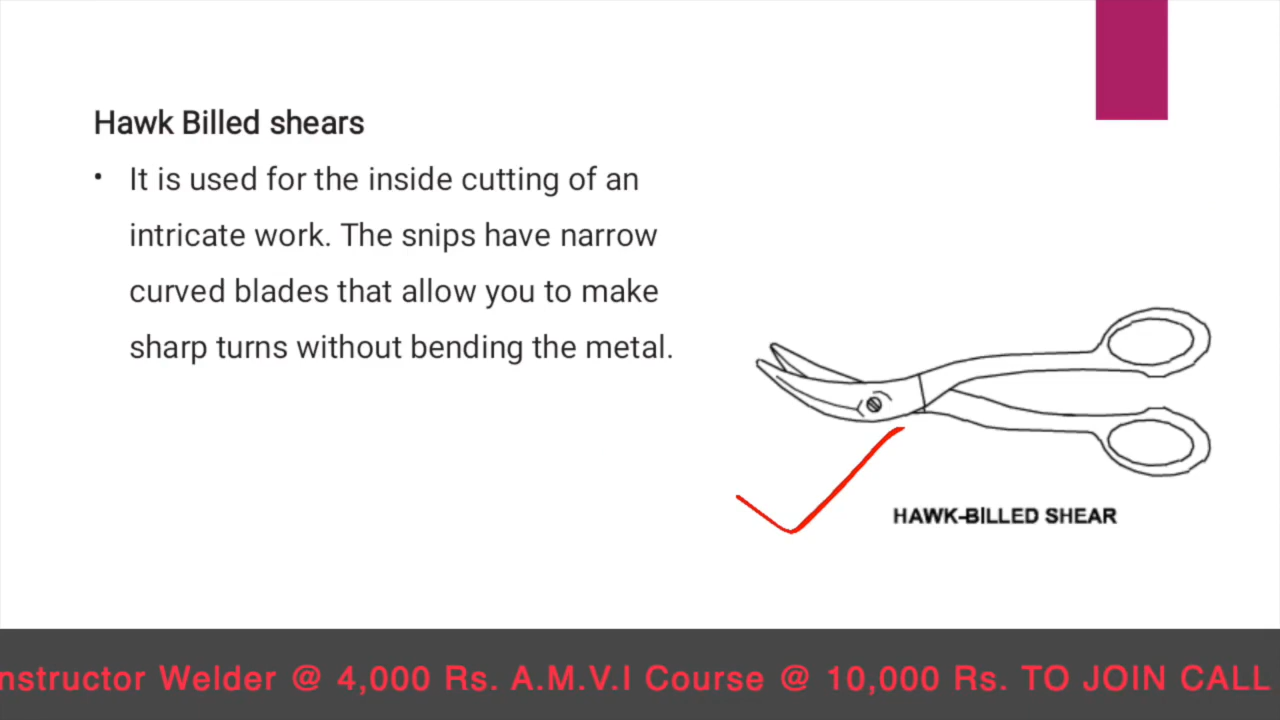 Hawk Billed shears
• It is used for the inside cutting of an
intricate work. The snips have narrow
curved blades that allow you to make
sharp turns without bending the metal.
HAWK-BILLED SHEAR
nstructor Welder @ 4,000 Rs. A.M.V.I Course @ 10,000 Rs. TO JOIN CALL